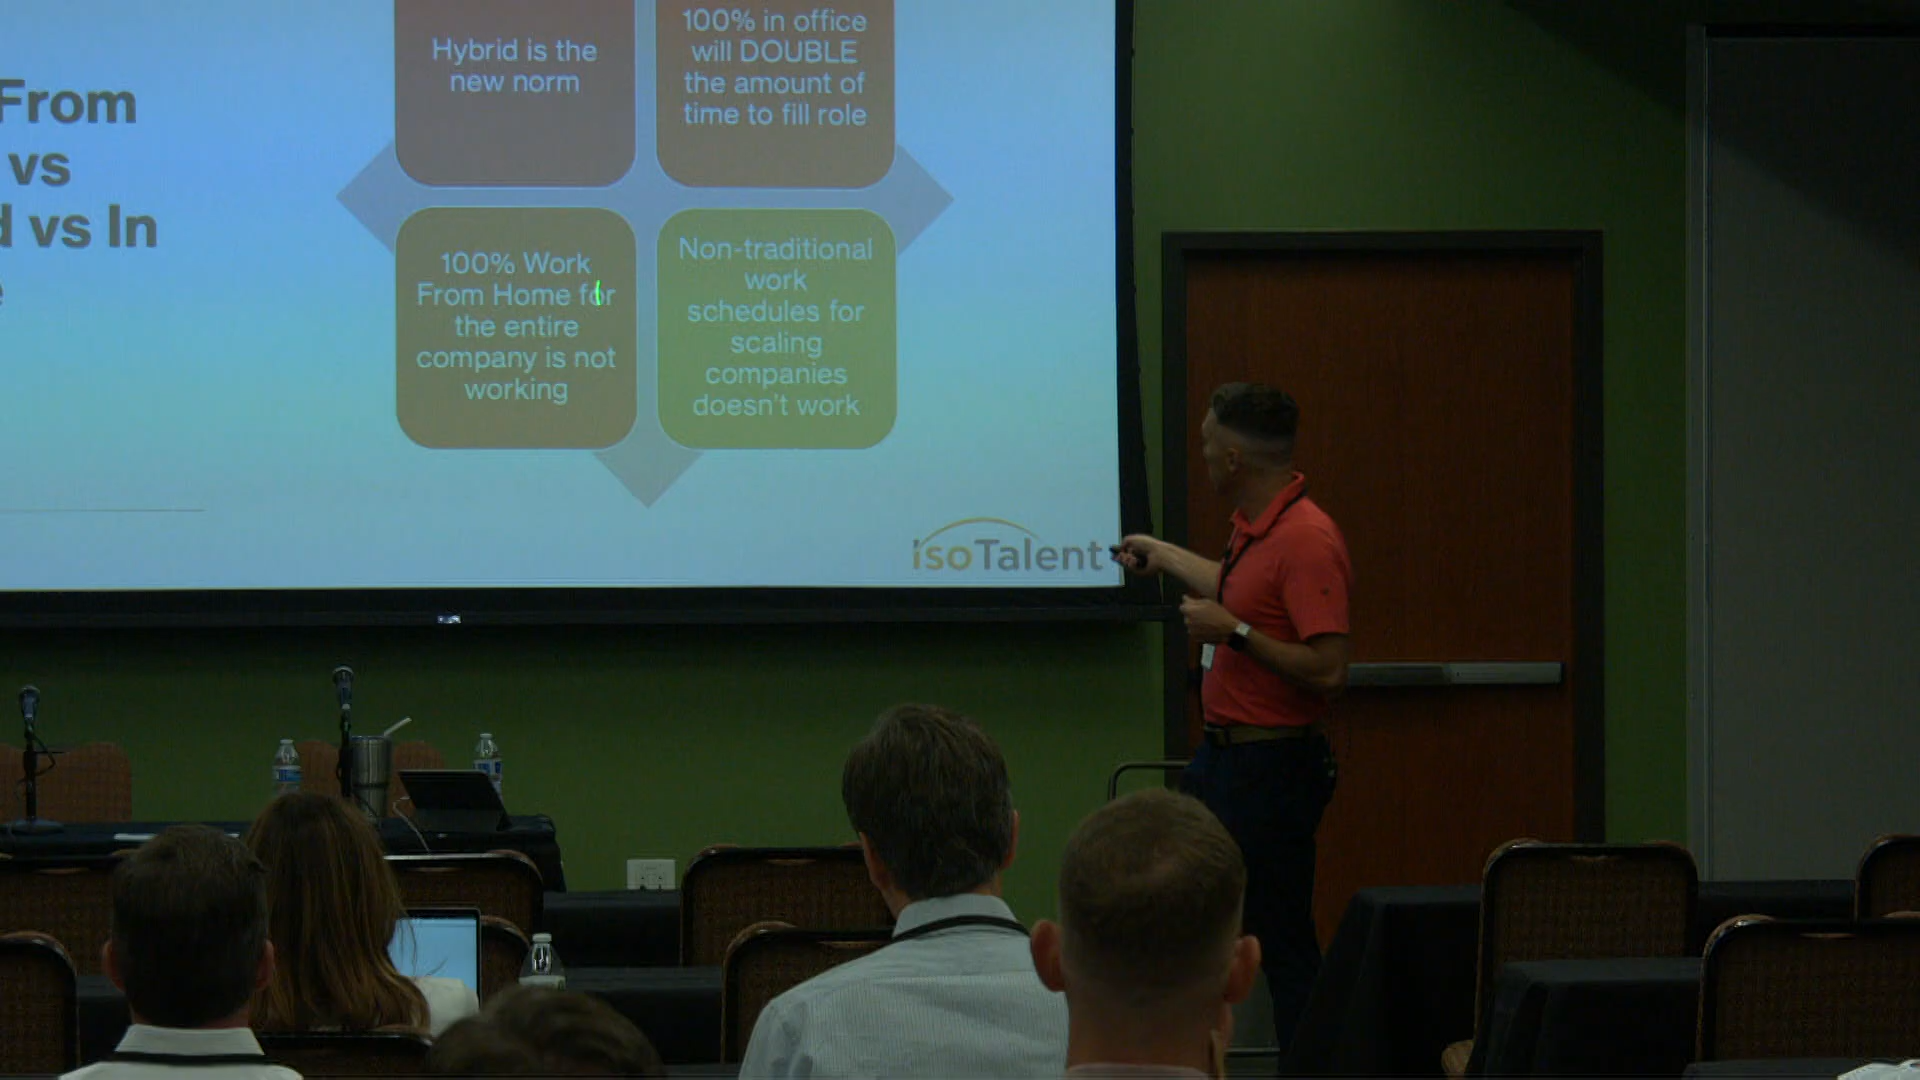 From
vs
vs In
Hybrid is the
new norm
100% in office
will DOUBLE
the amount of
time to fill role
100% Work
From Home for
the entire
company is not
working
Non-traditional
work
schedules for
scaling
companies
doesn't work
isoTalent